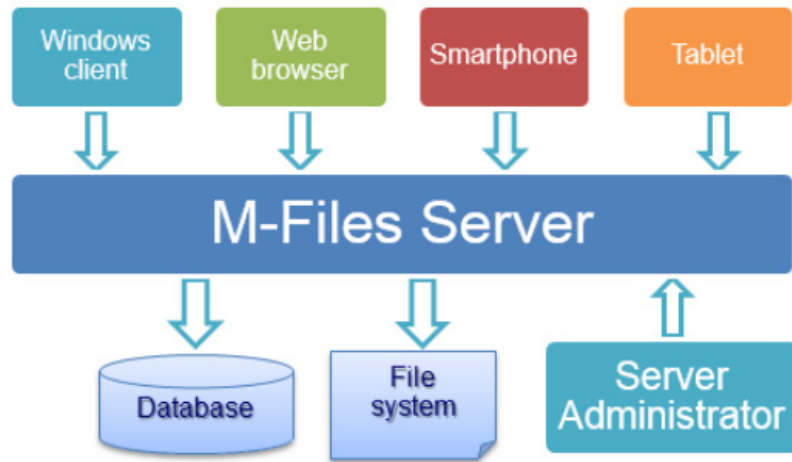 Windows
client
Web
browser
Smartphone
Tablet
M-Files Server
Database
File
system
Server
Administrator